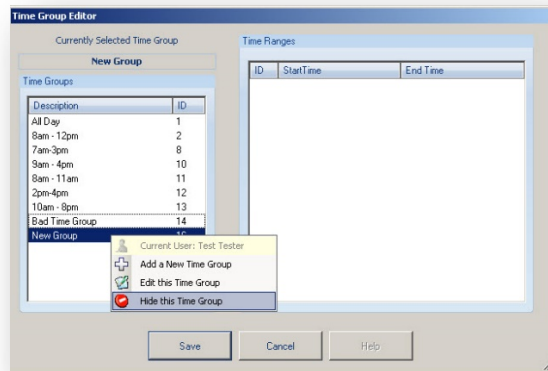 Time Group Editor
Currently Selected Time Group
New Group
Time Groups
Description ID
All Day 1
8am - 12pm 2
7am-3pm 8
9am - 4pm 10
8am - 11am 11
2pm-4pm 12
10am - 8pm 13
Bad Time Group 14
New Group
Current User: Test Tester
Add a New Time Group
Edit this Time Group
Hide this Time Group
Time Ranges
ID StartTime End Time
Save Cancel Help